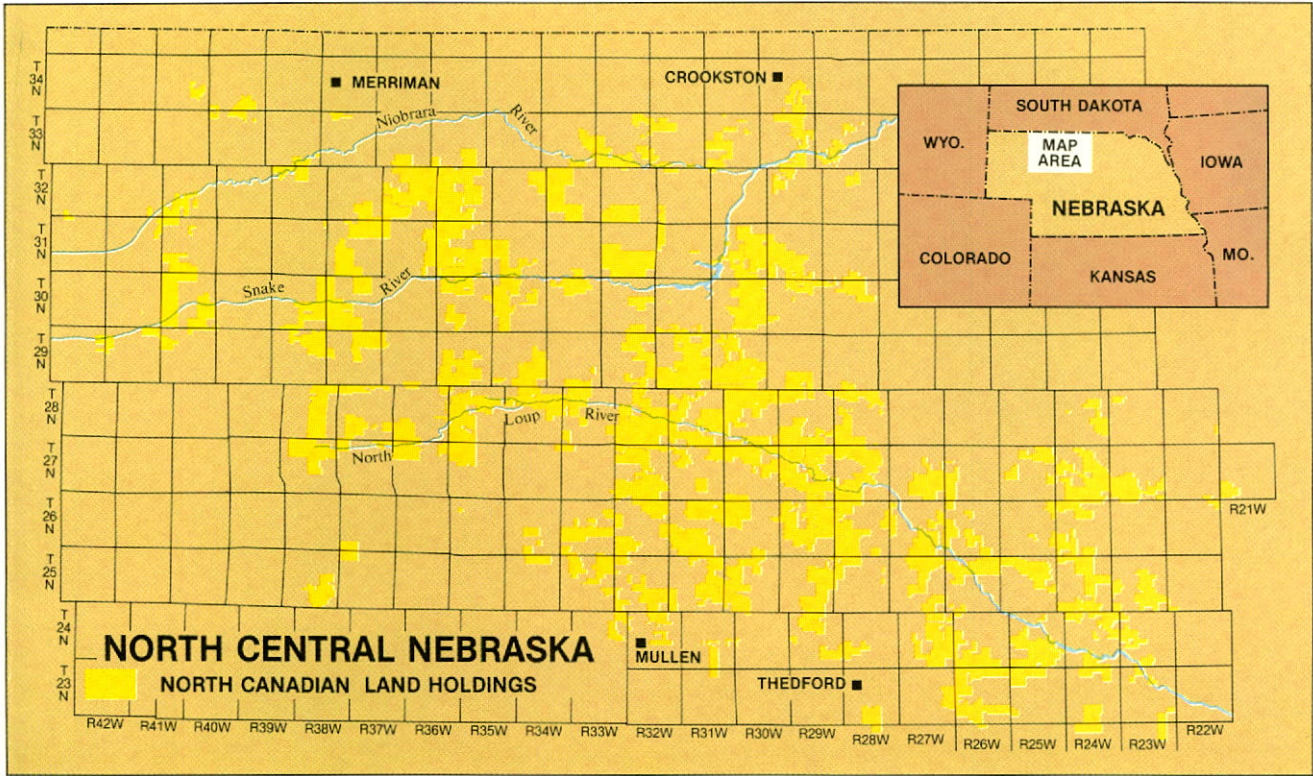 T
34
N
MERRIMAN
CROOKSTON
Niobrara
River
T
33
N
T
32
N
T
31
N
T
30
N
Snake
River
T
29
N
SOUTH DAKOTA
WYO.
MAP
AREA
IOWA
NEBRASKA
COLORADO
MO.
KANSAS
T
28
N
Loup
River
T
27
N
North
R21W
T
26
N
T
25
N
T
24
N
NORTH CENTRAL NEBRASKA
MULLEN
T
23
N
NORTH CANADIAN LAND HOLDINGS
THEDFORD
R42W
R41W
R40W
R39W
R38W
R37W
R36W
R35W
R34W
R33W
R32W
R31W
R30W
R29W
R28W
R27W
R26W
R25W
R24W
R23W
R22W